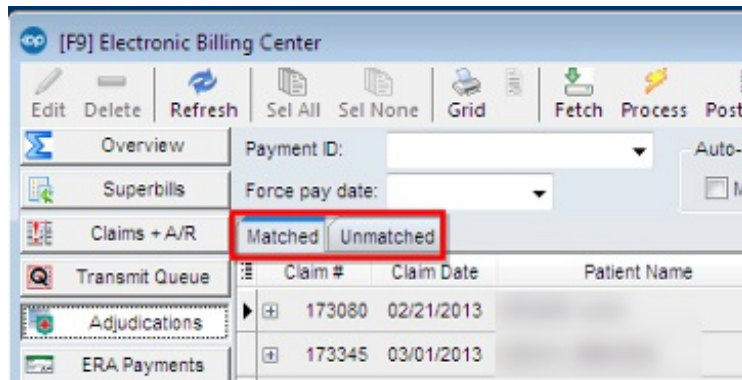 [F9] Electronic Billing Center
Edit Delete Refresh Sel All Sel None Grid Fetch Process Post
Overview
Payment ID:
Auto-
Superbills
Force pay date:
Claims + A/R
Matched Unmatched
Transmit Queue
Claim # Claim Date Patient Name
Adjudications
173080 02/21/2013
173345 03/01/2013
ERA Payments